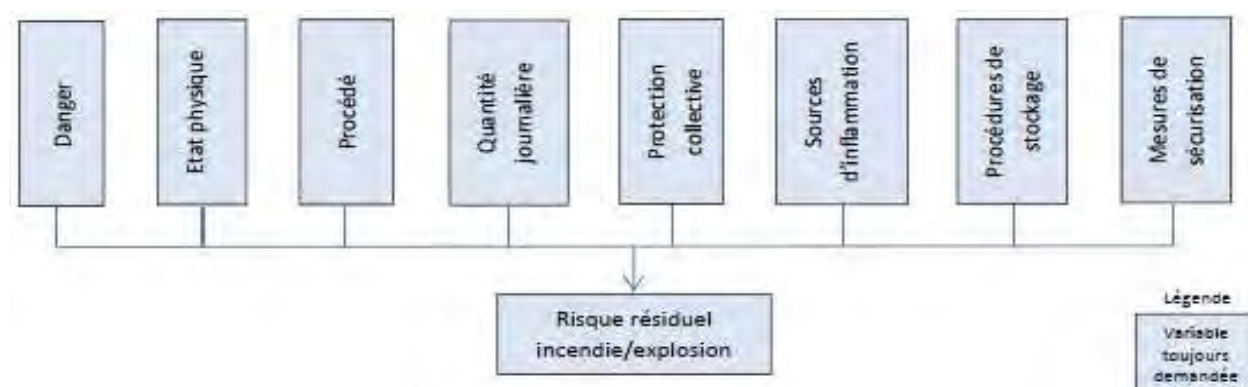 Danger
Etat physique
Procédé
Quantité
journalière
Protection
collective
Sources
d'inflammation
Procédures de
stockage
Mesures de
sécurisation
Risque résiduel
incendie/explosion
Légende
Variable
toujours
demandée